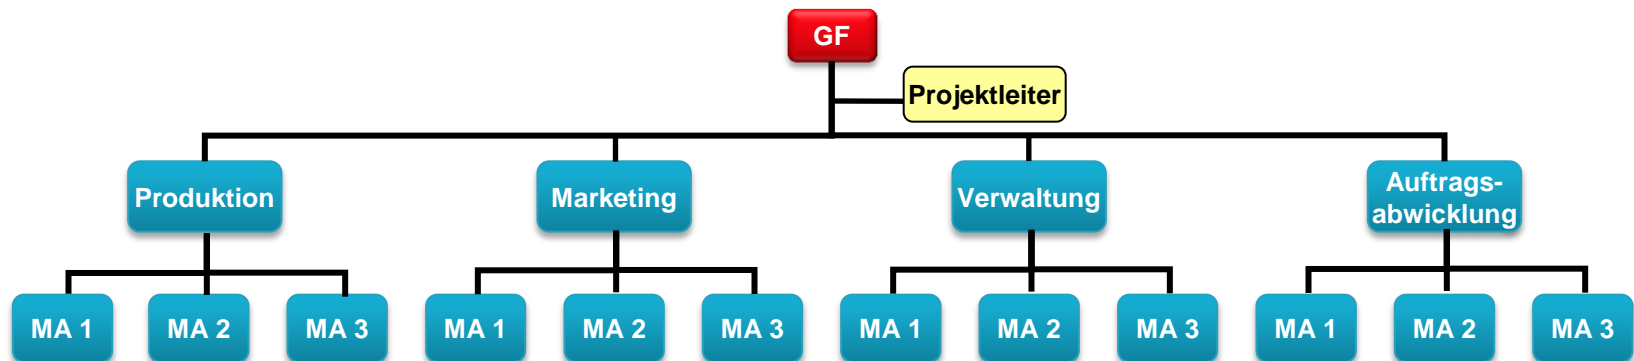 GF
Projektleiter
Produktion
Marketing
Verwaltung
Auftrags-
abwicklung
MA 1
MA 2
MA 3
MA 1
MA 2
MA 3
MA 1
MA 2
MA 3
MA 1
MA 2
MA 3